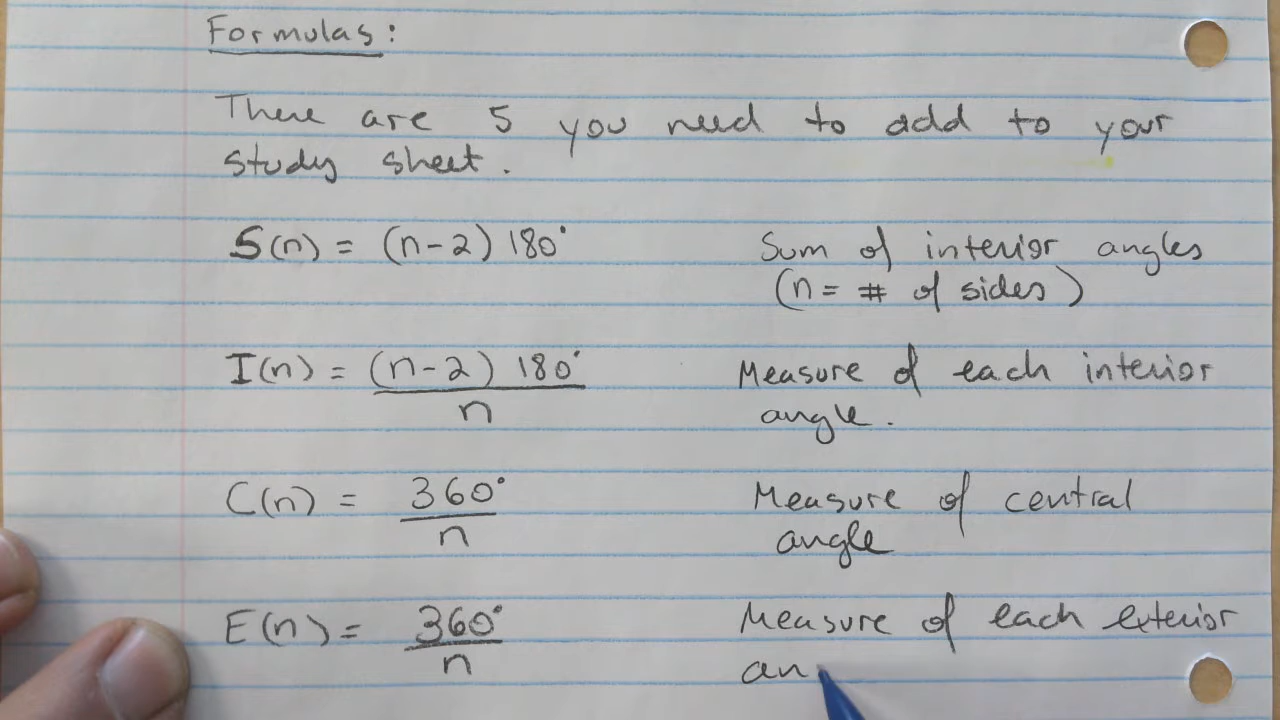 Formulas:
There are 5 you need to add to your
study sheet.
S(n) = (n-2) 180° Sum of interior angles
(n = # of sides)
I(n) = (n-2) 180° Measure of each interior
n angle.
C(n) = 360° Measure of central
n angle
E(n) = 360° Measure of each exterior
n an